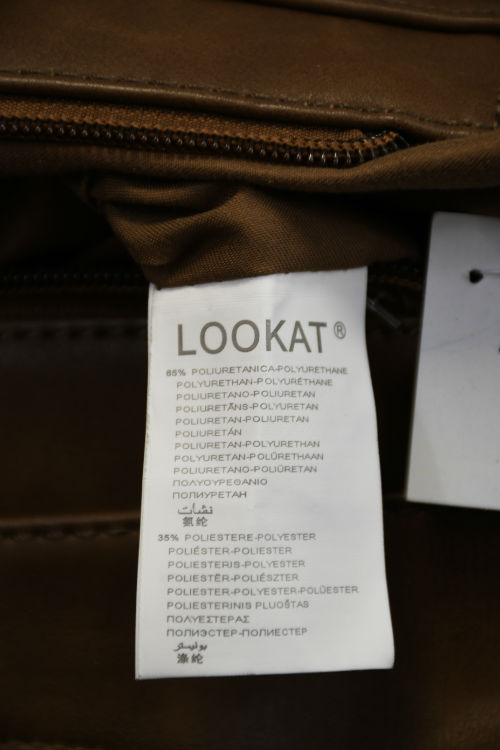 LOOKAT®
65% POLIURETANICA-POLYURETHANE
POLYURETHAN-POLYURÉTHANE
POLIURETANO-POLIURETAN
POLIURETĀNS-POLYURETAN
POLIURETAN-POLIURETAN
POLIURETÁN
POLIURETAN-POLYURETHAN
POLYURETAN-POLÜRETHAAN
POLIURETANO-POLIÜRETAN
ΠΟΛΥΟΥΡΕΘΑΝΙΟ
ПОЛИУРЕТАН
氨纶
35% POLIESTERE-POLYESTER
POLIÉSTER-POLIESTER
POLIESTERIS-POLYESTER
POLIESTĒR-POLIÉSZTER
POLIESTER-POLYESTER-POLÜESTER
POLIESTERINIS PLUOŠTAS
ΠΟΛΥΕΣΤΕΡΑΣ
ПОЛИЭСТЕР-ПОЛИЕСТЕР
涤纶